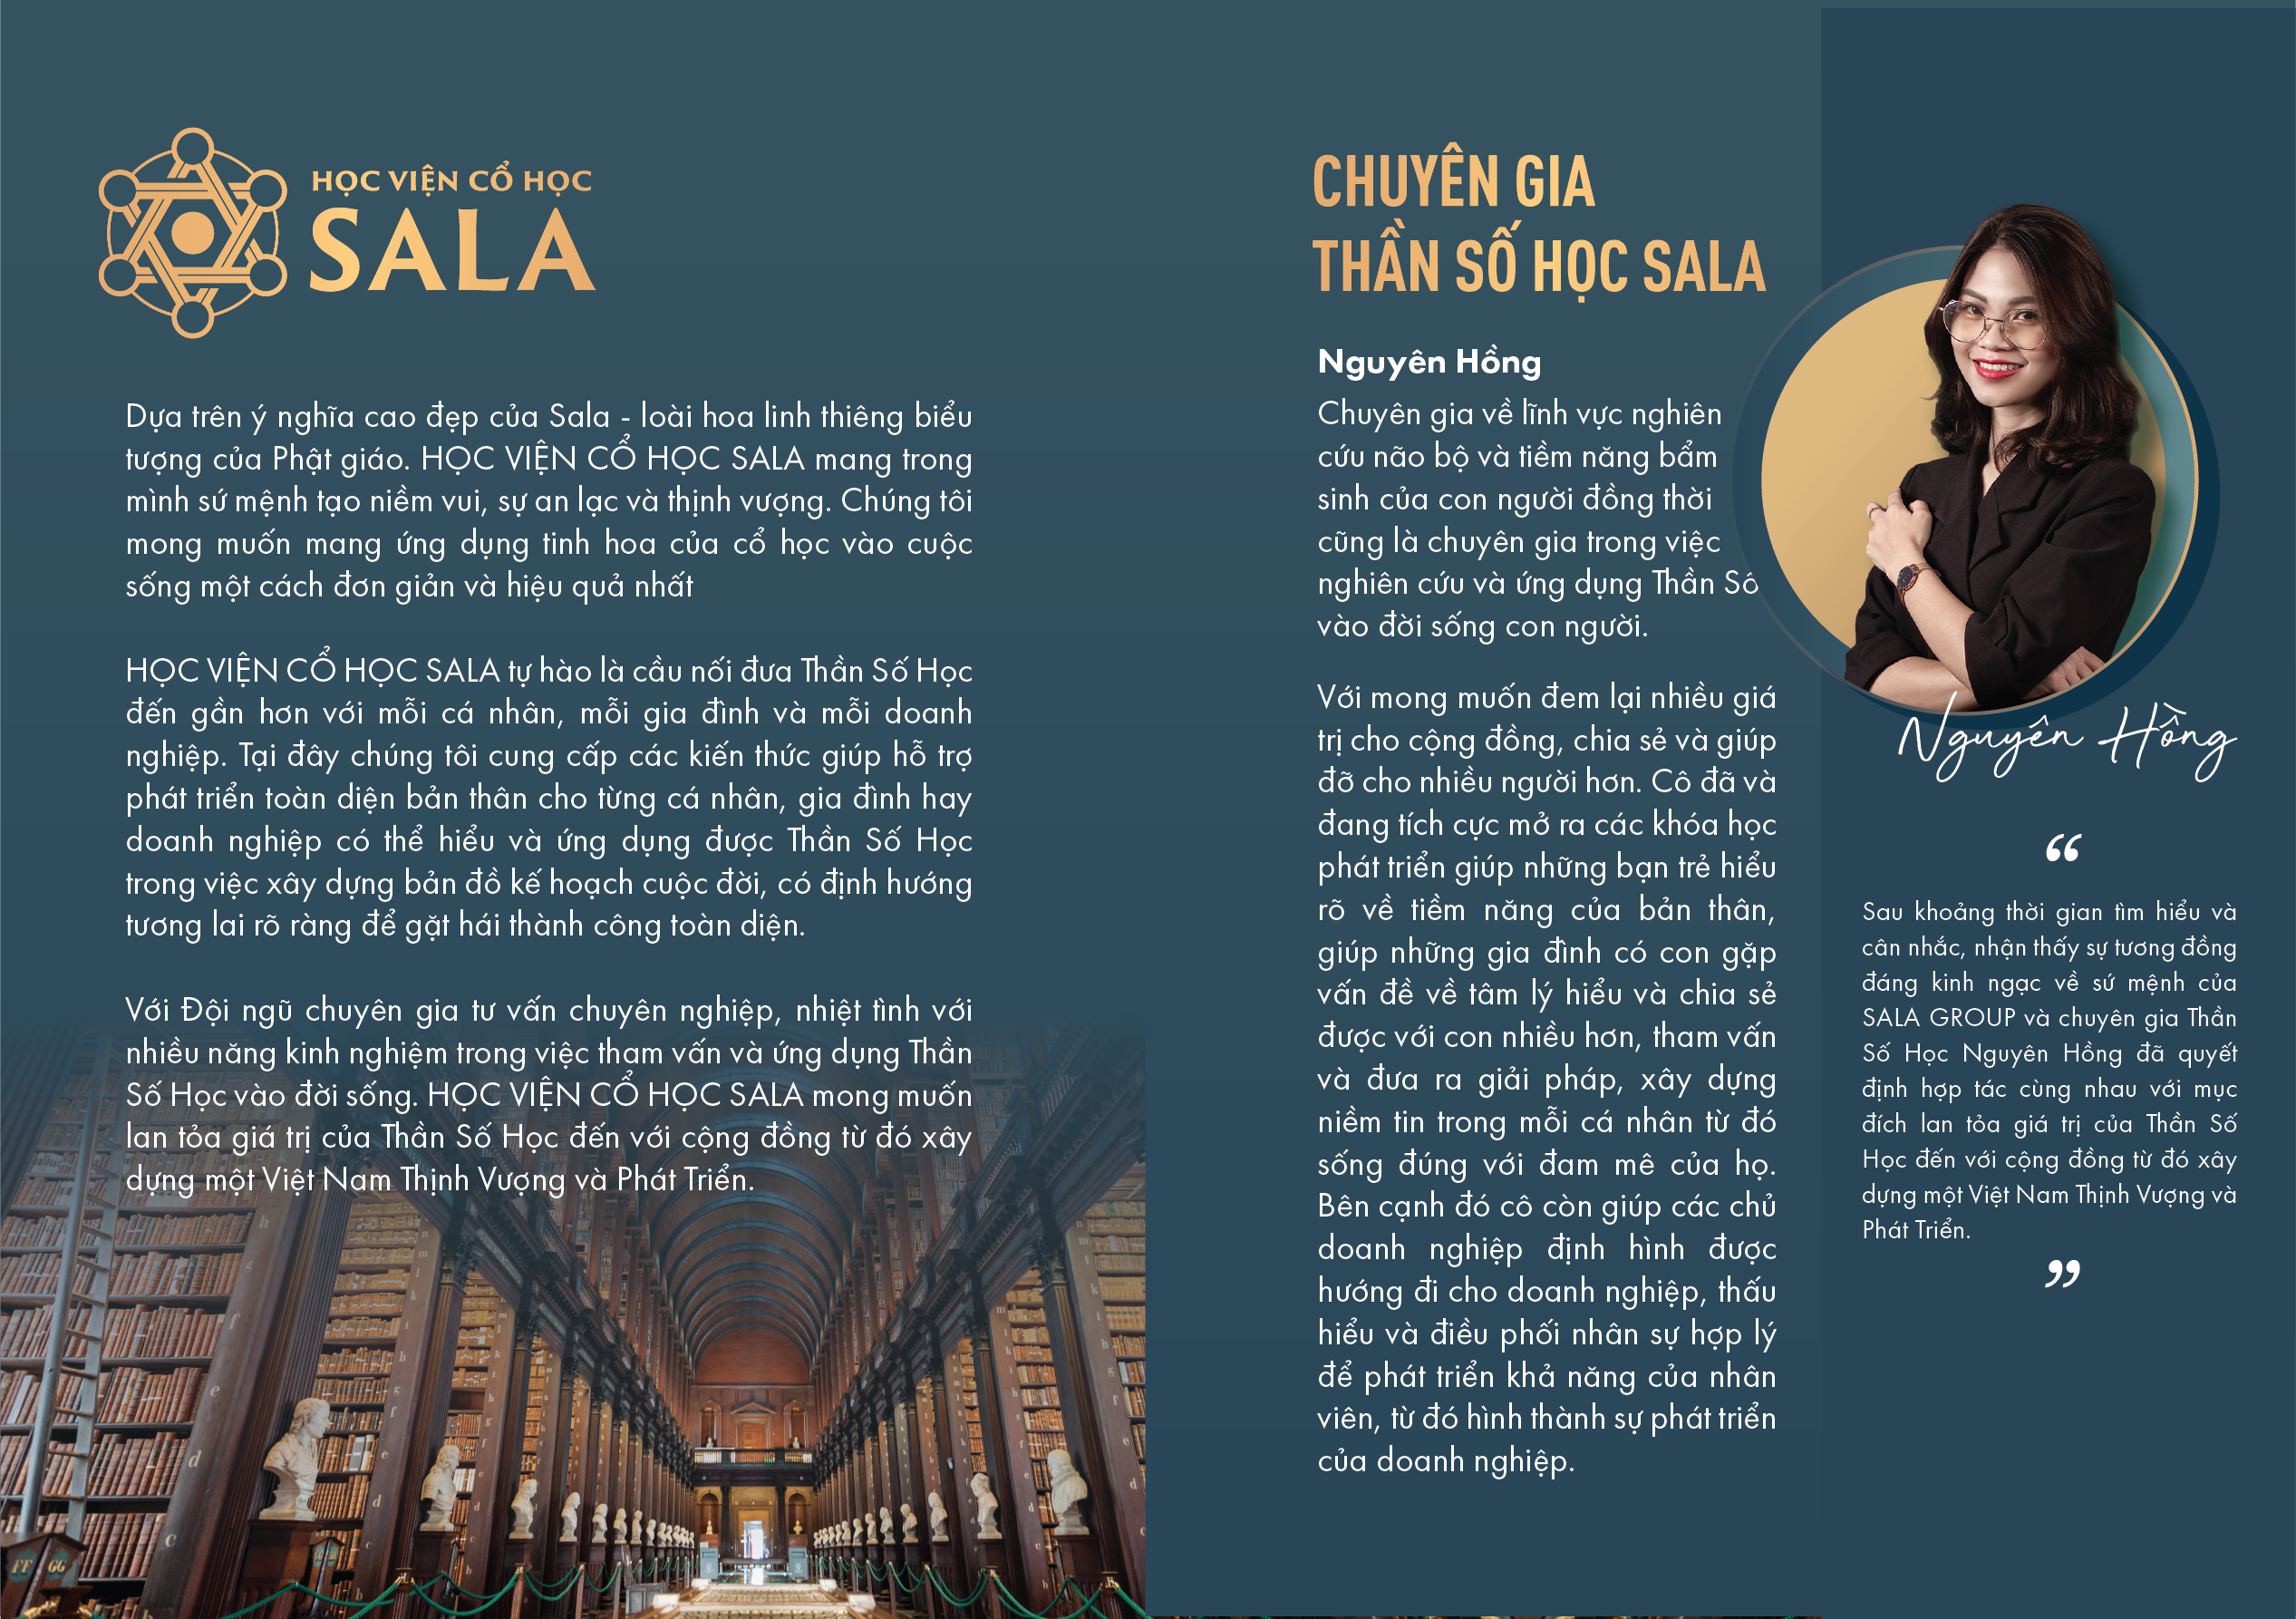 HỌC VIỆN CỔ HỌC
SALA
Dựa trên ý nghĩa cao đẹp của Sala - loài hoa linh thiêng biểu
tượng của Phật giáo. HỌC VIỆN CỔ HỌC SALA mang trong
mình sứ mệnh tạo niềm vui, sự an lạc và thịnh vượng. Chúng tôi
mong muốn mang ứng dụng tinh hoa của cổ học vào cuộc
sống một cách đơn giản và hiệu quả nhất
HỌC VIỆN CỔ HỌC SALA tự hào là cầu nối đưa Thần Số Học
đến gần hơn với mỗi cá nhân, mỗi gia đình và mỗi doanh
nghiệp. Tại đây chúng tôi cung cấp các kiến thức giúp hỗ trợ
phát triển toàn diện bản thân cho từng cá nhân, gia đình hay
doanh nghiệp có thể hiểu và ứng dụng được Thần Số Học
trong việc xây dựng bản đồ kế hoạch cuộc đời, có định hướng
tương lai rõ ràng để gặt hái thành công toàn diện.
Với Đội ngũ chuyên gia tư vấn chuyên nghiệp, nhiệt tình với
nhiều năng kinh nghiệm trong việc tham vấn và ứng dụng Thần
Số Học vào đời sống. HỌC VIỆN CỔ HỌC SALA mong muốn
lan tỏa giá trị của Thần Số Học đến với cộng đồng từ đó xây
dựng một Việt Nam Thịnh Vượng và Phát Triển.
FF GG
CHUYÊN GIA
THẦN SỐ HỌC SALA
Nguyên Hồng
Chuyên gia về lĩnh vực nghiên
cứu não bộ và tiềm năng bẩm
sinh của con người đồng thời
cũng là chuyên gia trong việc
nghiên cứu và ứng dụng Thần Số
vào đời sống con người.
Với mong muốn đem lại nhiều giá
trị cho cộng đồng, chia sẻ và giúp
đỡ cho nhiều người hơn. Cô đã và
đang tích cực mở ra các khóa học
phát triển giúp những bạn trẻ hiểu
rõ về tiềm năng của bản thân,
giúp những gia đình có con gặp
vấn đề về tâm lý hiểu và chia sẻ
được với con nhiều hơn, tham vấn
và đưa ra giải pháp, xây dựng
niềm tin trong mỗi cá nhân từ đó
sống đúng với đam mê của họ.
Bên cạnh đó cô còn giúp các chủ
doanh nghiệp định hình được
hướng đi cho doanh nghiệp, thấu
hiểu và điều phối nhân sự hợp lý
để phát triển khả năng của nhân
viên, từ đó hình thành sự phát triển
của doanh nghiệp.
Nguyên Hồng
“
Sau khoảng thời gian tìm hiểu và
cân nhắc, nhận thấy sự tương đồng
đáng kinh ngạc về sứ mệnh của
SALA GROUP và chuyên gia Thần
Số Học Nguyên Hồng đã quyết
định hợp tác cùng nhau với mục
đích lan tỏa giá trị của Thần Số
Học đến với cộng đồng từ đó xây
dựng một Việt Nam Thịnh Vượng và
Phát Triển.
”